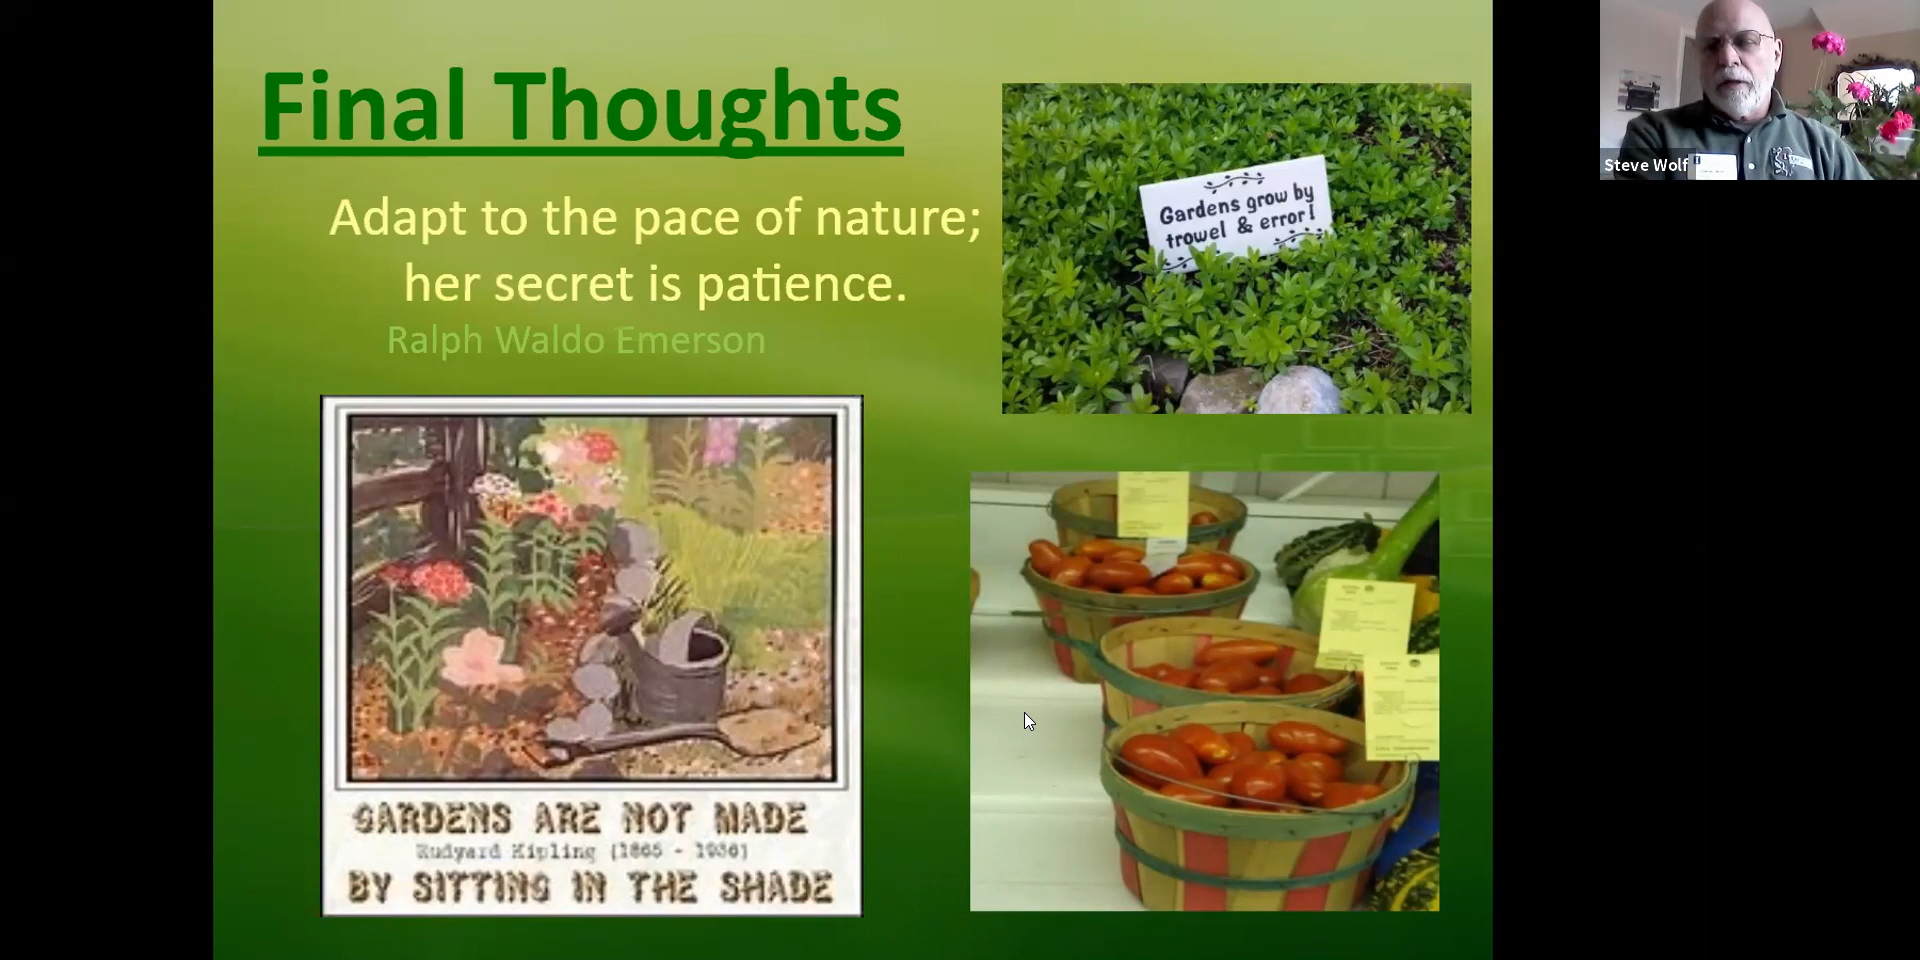 Final Thoughts
Adapt to the pace of nature;
her secret is patience.
Ralph Waldo Emerson
Gardens grow by
trowel & error!
GARDENS ARE NOT MADE
Rudyard Kipling (1865 - 1936)
BY SITTING IN THE SHADE
Steve Wolf